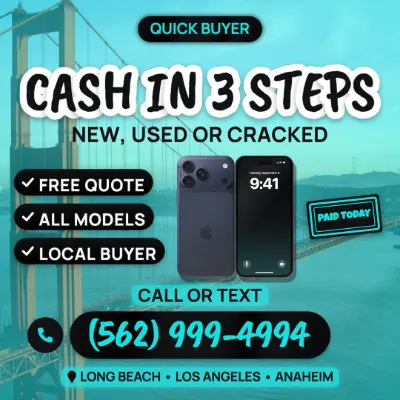 QUICK BUYER
CASH IN 3 STEPS
NEW, USED OR CRACKED
FREE QUOTE
ALL MODELS
LOCAL BUYER
9:41
PAID TODAY
CALL OR TEXT
(562) 999-4994
LONG BEACH • LOS ANGELES • ANAHEIM